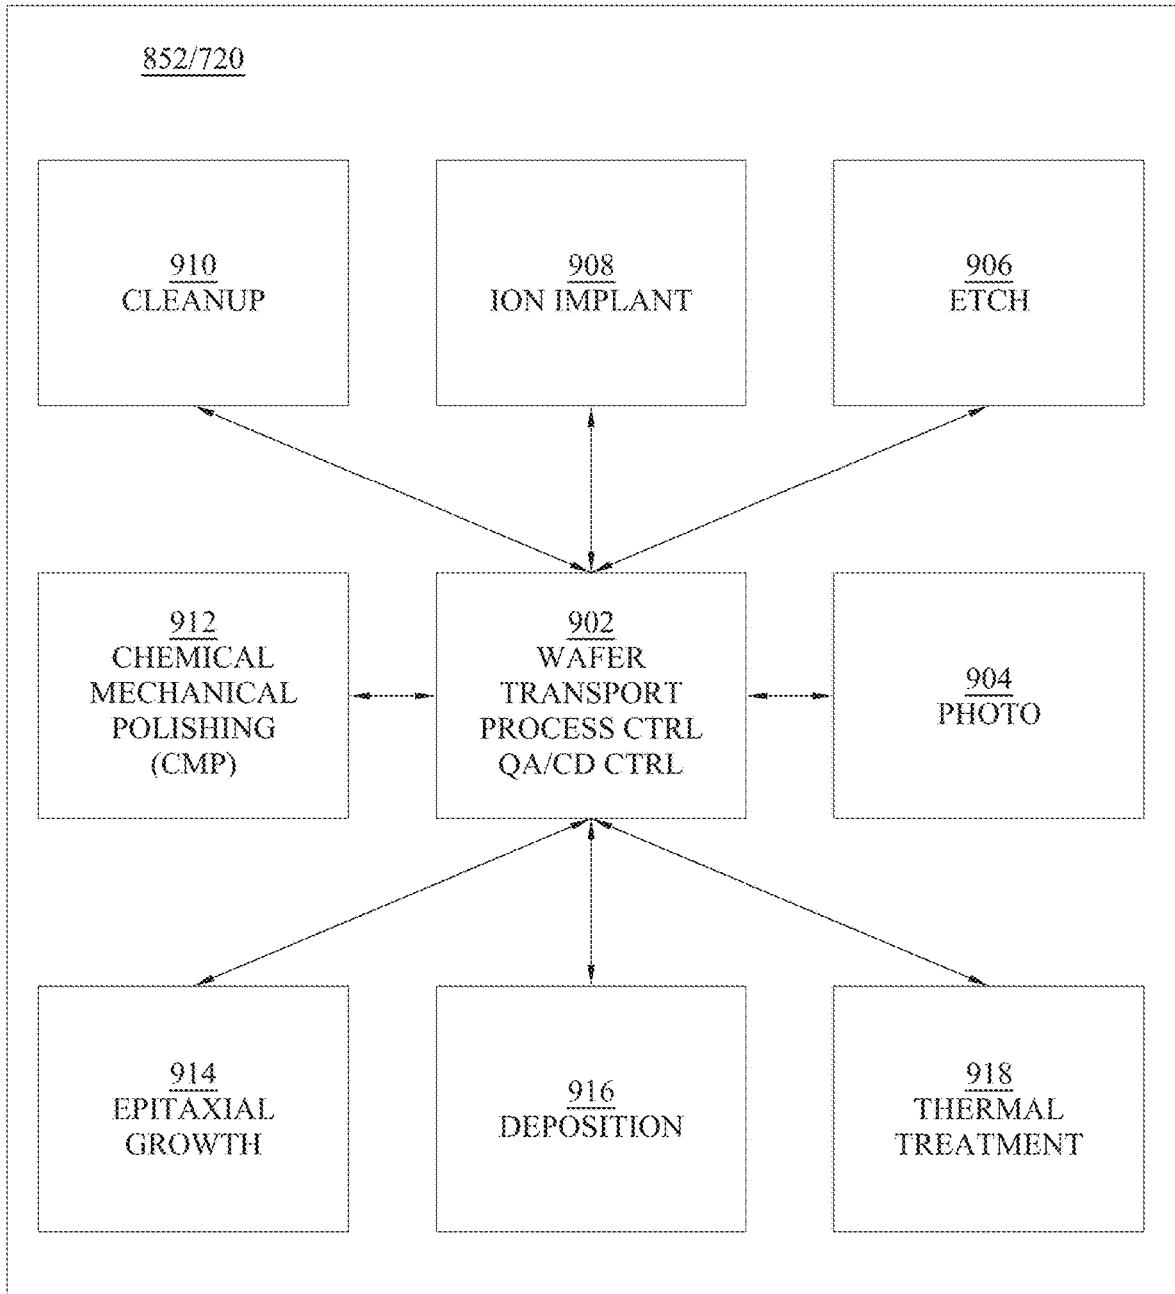 852/720
910
CLEANUP
908
ION IMPLANT
906
ETCH
912
CHEMICAL
MECHANICAL
POLISHING
(CMP)
902
WAFER
TRANSPORT
PROCESS CTRL
QA/CD CTRL
904
PHOTO
914
EPITAXIAL
GROWTH
916
DEPOSITION
918
THERMAL
TREATMENT